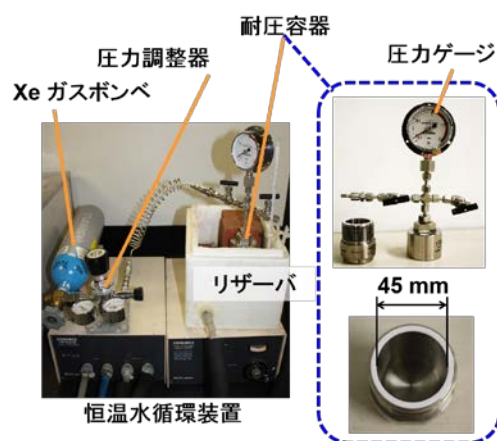 耐圧容器
圧力調整器
圧力ゲージ
Xe ガスボンベ
リザーバ
45 mm
恒温水循環装置